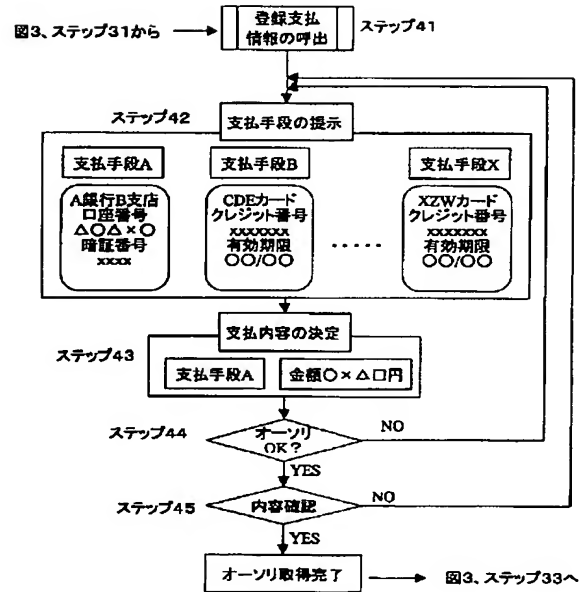 図3、ステップ31から
登録支払
情報の呼出
ステップ41
ステップ42
支払手段の提示
支払手段A
支払手段B
支払手段X
A銀行B支店
口座番号
△○△×○
暗証番号
xxxx
CDEカード
クレジット番号
xxxxxxx
有効期限
○○/○○
.....
XZWカード
クレジット番号
xxxxxxx
有効期限
○○/○○
支払内容の決定
ステップ43
支払手段A
金額○×△□円
ステップ44
オーソリ
OK?
NO
YES
ステップ45
内容確認
NO
YES
オーソリ取得完了
図3、ステップ33へ